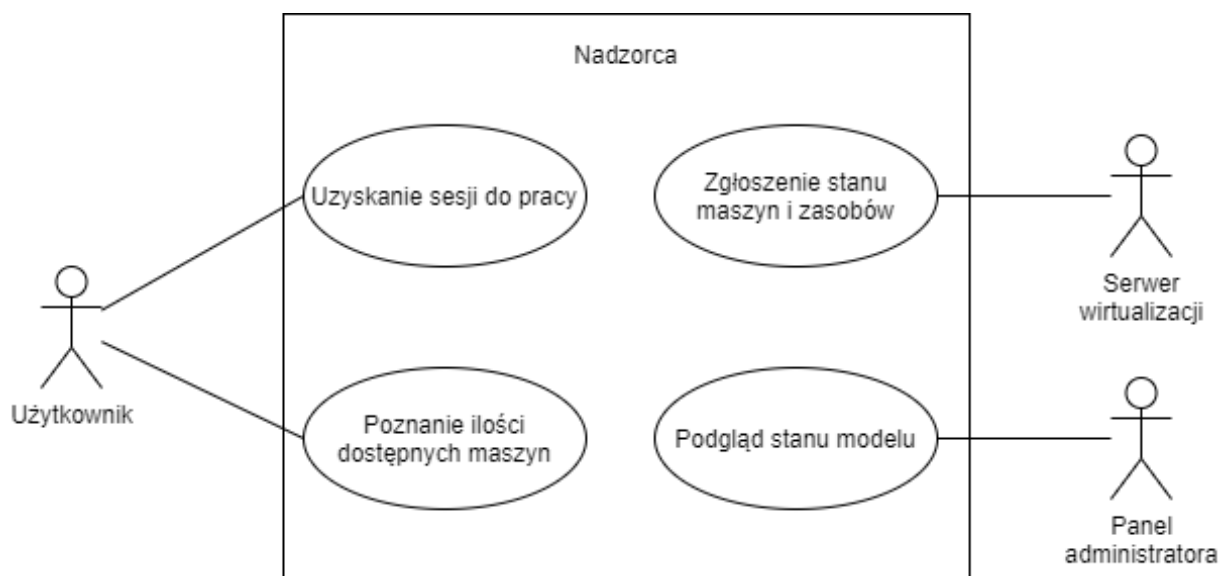 Nadzorca
Uzyskanie sesji do pracy
Zgłoszenie stanu
maszyn i zasobów
Serwer
wirtualizacji
Użytkownik
Poznanie ilości
dostępnych maszyn
Podgląd stanu modelu
Panel
administratora